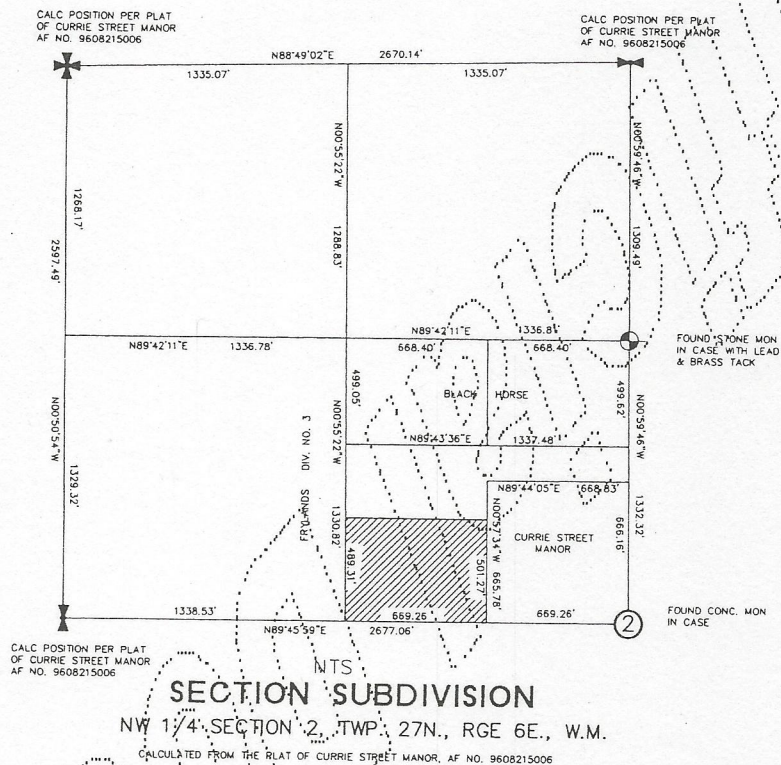 CALC POSITION PER PLAT
OF CURRIE STREET MANOR
AF NO. 9608215006
CALC POSITION PER PLAT
OF CURRIE STREET MANOR
AF NO. 9608215006
N88°49'02"E 2670.14'
1335.07' 1335.07'
N00°55'22"W
N00°59'46"W
1268.17'
1288.83'
1309.49'
2597.49'
N89°42'11"E 1336.78'
N89°42'11"E 1336.8
668.40' 668.40'
FOUND STONE MON
IN CASE WITH LEAD
& BRASS TACK
499.05'
499.62'
BLACK HORSE
N00°50'54"W
N00°55'22"W
N00°59'46"W
FRYLANDS DIV. NO. 3
N89°43'36"E 1337.48'
1329.32'
1330.82'
1332.32'
N89°44'05"E 668.83'
N00°57'34"W 665.78'
666.16'
CURRIE STREET
MANOR
489.31'
501.27'
1338.53' 669.26' 669.26'
N89°45'59"E 2677.06'
2
FOUND CONC. MON
IN CASE
CALC POSITION PER PLAT
OF CURRIE STREET MANOR
AF NO. 9608215006
NTS
SECTION SUBDIVISION
NW 1/4 SECTION 2, TWP. 27N., RGE 6E., W.M.
CALCULATED FROM THE PLAT OF CURRIE STREET MANOR, AF NO. 9608215006